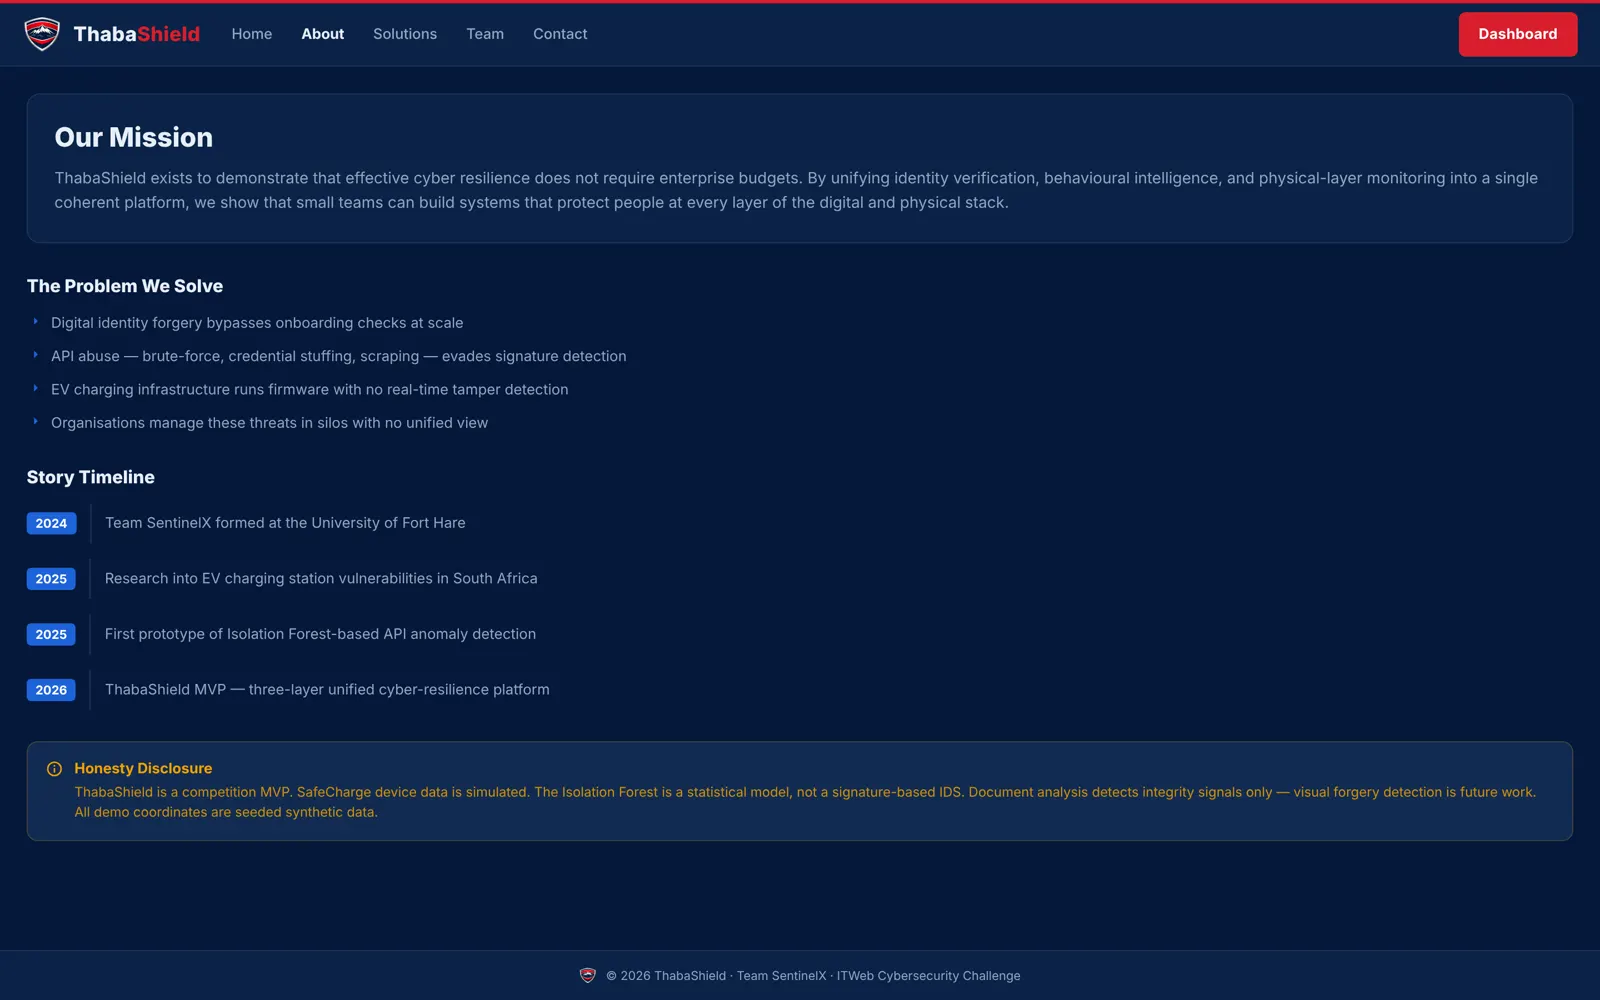 ThabaShield
Home
About
Solutions
Team
Contact
Dashboard
Our Mission
ThabaShield exists to demonstrate that effective cyber resilience does not require enterprise budgets. By unifying identity verification, behavioural intelligence, and physical-layer monitoring into a single
coherent platform, we show that small teams can build systems that protect people at every layer of the digital and physical stack.
The Problem We Solve
Digital identity forgery bypasses onboarding checks at scale
API abuse — brute-force, credential stuffing, scraping — evades signature detection
EV charging infrastructure runs firmware with no real-time tamper detection
Organisations manage these threats in silos with no unified view
Story Timeline
2024 Team SentinelX formed at the University of Fort Hare
2025 Research into EV charging station vulnerabilities in South Africa
2025 First prototype of Isolation Forest-based API anomaly detection
2026 ThabaShield MVP — three-layer unified cyber-resilience platform
Honesty Disclosure
ThabaShield is a competition MVP. SafeCharge device data is simulated. The Isolation Forest is a statistical model, not a signature-based IDS. Document analysis detects integrity signals only — visual forgery detection is future work.
All demo coordinates are seeded synthetic data.
© 2026 ThabaShield · Team SentinelX · ITWeb Cybersecurity Challenge